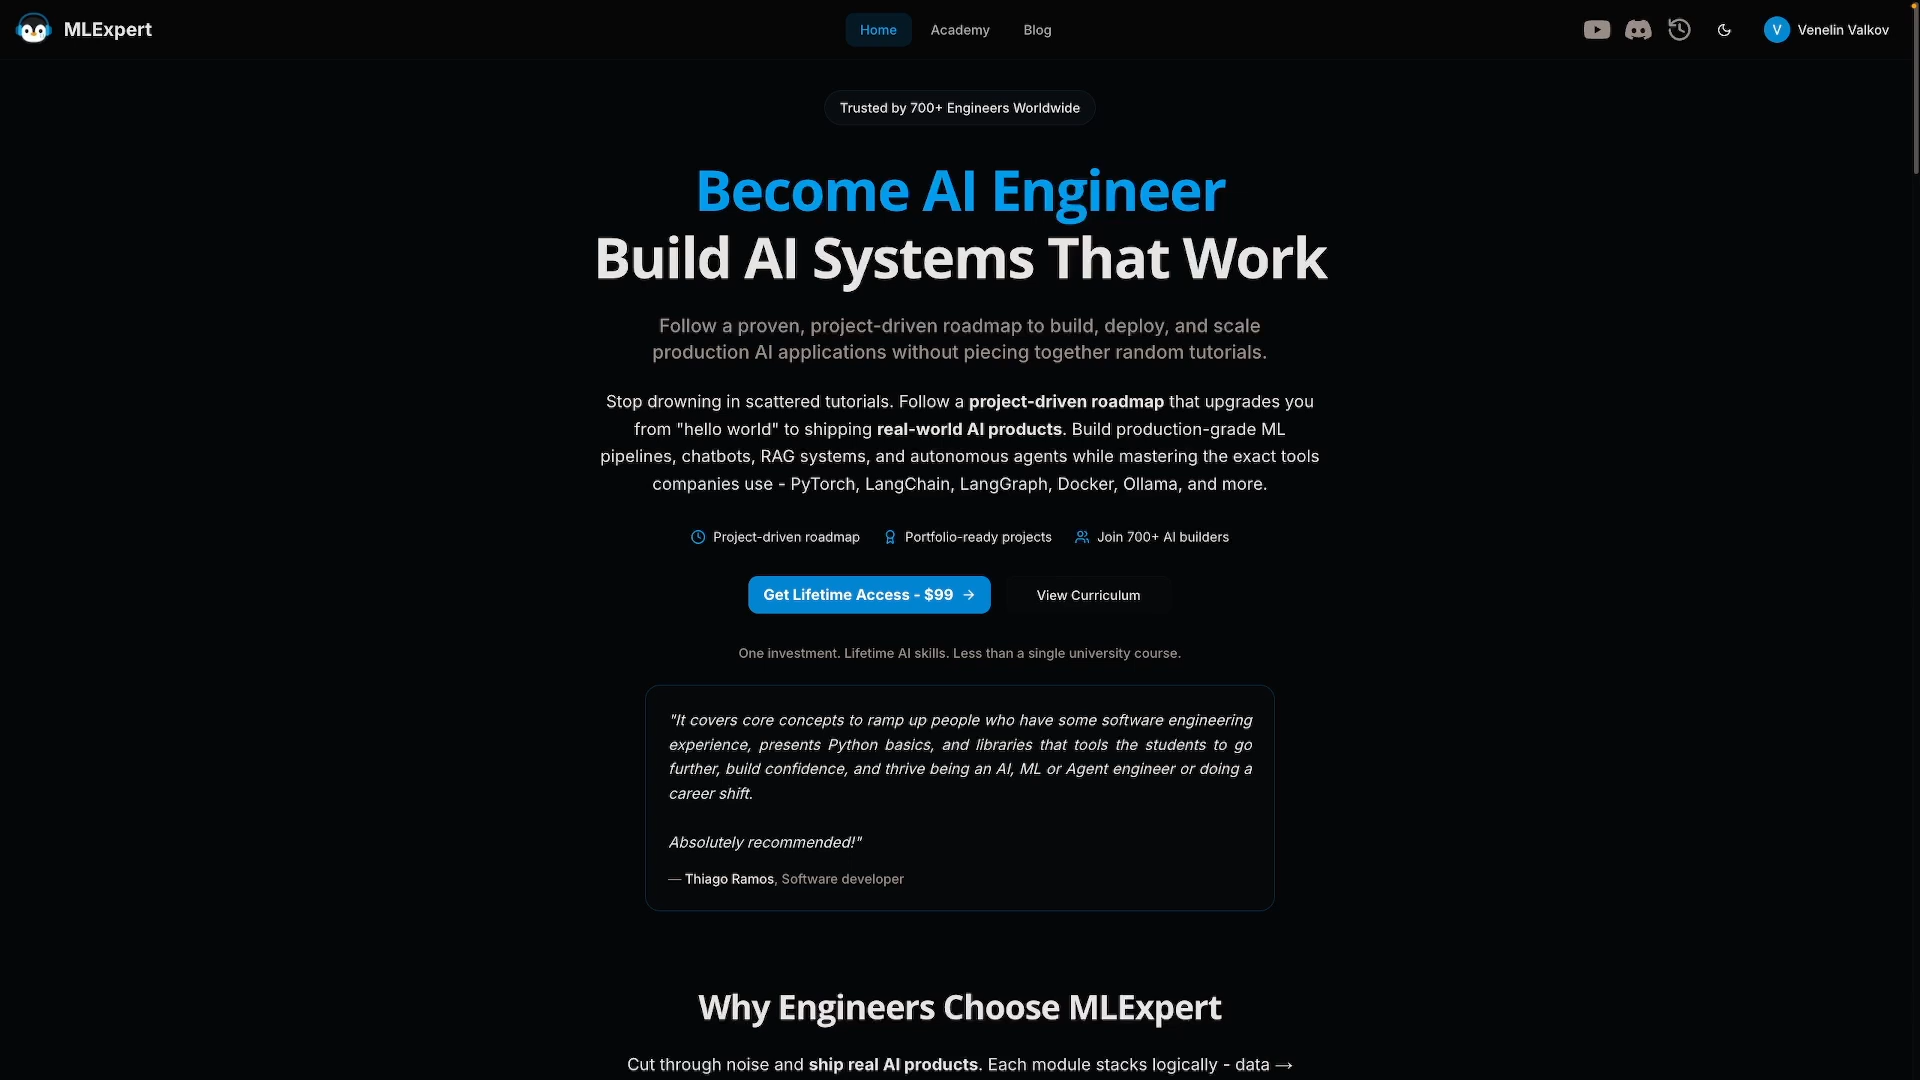 MLExpert
Home
Academy
Blog
V
Venelin Valkov
Trusted by 700+ Engineers Worldwide
Become AI Engineer
Build AI Systems That Work
Follow a proven, project-driven roadmap to build, deploy, and scale
production AI applications without piecing together random tutorials.
Stop drowning in scattered tutorials. Follow a project-driven roadmap that upgrades you
from "hello world" to shipping real-world AI products. Build production-grade ML
pipelines, chatbots, RAG systems, and autonomous agents while mastering the exact tools
companies use - PyTorch, LangChain, LangGraph, Docker, Ollama, and more.
Project-driven roadmap
Portfolio-ready projects
Join 700+ AI builders
Get Lifetime Access - $99 →
View Curriculum
One investment. Lifetime AI skills. Less than a single university course.
"It covers core concepts to ramp up people who have some software engineering
experience, presents Python basics, and libraries that tools the students to go
further, build confidence, and thrive being an AI, ML or Agent engineer or doing a
career shift.
Absolutely recommended!"
— Thiago Ramos, Software developer
Why Engineers Choose MLExpert
Cut through noise and ship real AI products. Each module stacks logically - data →